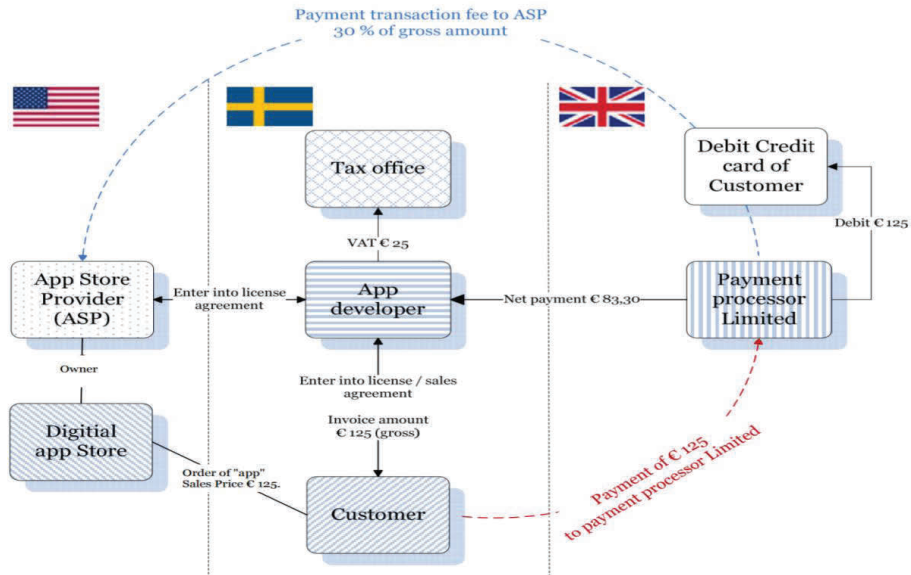 Payment transaction fee to ASP
30 % of gross amount
Tax office
Debit Credit
card of
Customer
Debit € 125
VAT € 25
App Store
Provider
(ASP)
Enter into license
agreement
App
developer
Net payment € 83,30
Payment
processor
Limited
Owner
Enter into license / sales
agreement
Invoice amount
€ 125 (gross)
Digitial
app Store
Order of "app"
Sales Price € 125.
Customer
Payment of € 125
to payment processor Limited